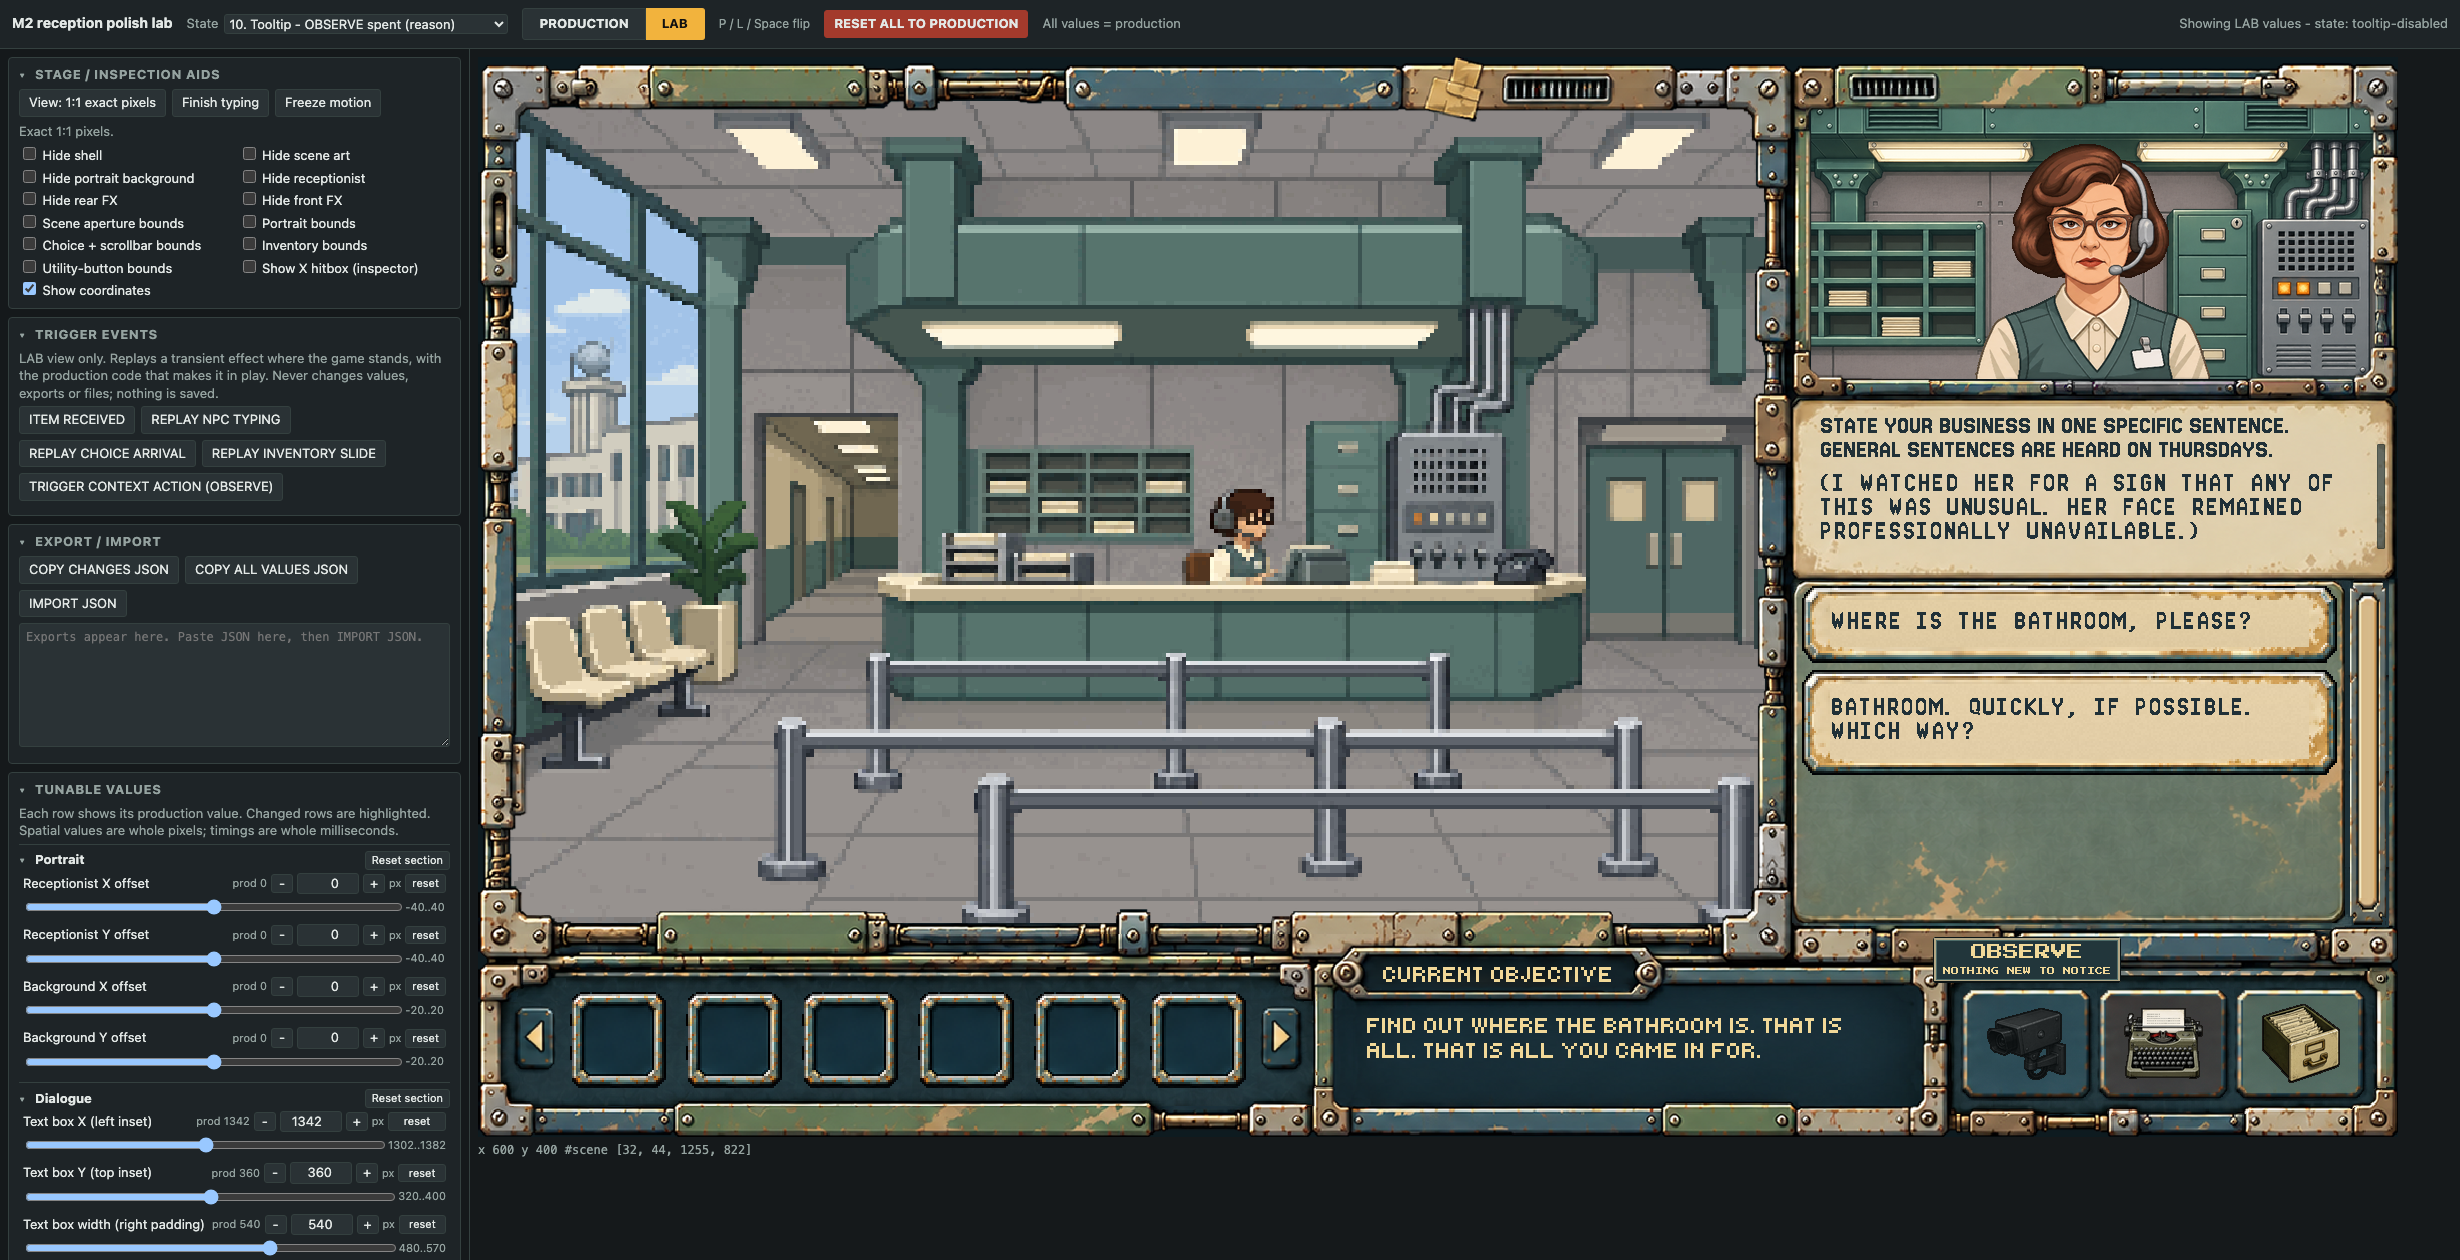 M2 reception polish lab State 10. Tooltip - OBSERVE spent (reason) PRODUCTION LAB P / L / Space flip RESET ALL TO PRODUCTION All values = production Showing LAB values - state: tooltip-disabled
STAGE / INSPECTION AIDS
View: 1:1 exact pixels Finish typing Freeze motion
Exact 1:1 pixels.
Hide shell Hide scene art
Hide portrait background Hide receptionist
Hide rear FX Hide front FX
Scene aperture bounds Portrait bounds
Choice + scrollbar bounds Inventory bounds
Utility-button bounds Show X hitbox (inspector)
Show coordinates
TRIGGER EVENTS
LAB view only. Replays a transient effect where the game stands, with
the production code that makes it in play. Never changes values,
exports or files; nothing is saved.
ITEM RECEIVED REPLAY NPC TYPING
REPLAY CHOICE ARRIVAL REPLAY INVENTORY SLIDE
TRIGGER CONTEXT ACTION (OBSERVE)
EXPORT / IMPORT
COPY CHANGES JSON COPY ALL VALUES JSON
IMPORT JSON
Exports appear here. Paste JSON here, then IMPORT JSON.
TUNABLE VALUES
Each row shows its production value. Changed rows are highlighted.
Spatial values are whole pixels; timings are whole milliseconds.
Portrait Reset section
Receptionist X offset prod 0 - 0 + px reset
-40..40
Receptionist Y offset prod 0 - 0 + px reset
-40..40
Background X offset prod 0 - 0 + px reset
-20..20
Background Y offset prod 0 - 0 + px reset
-20..20
Dialogue Reset section
Text box X (left inset) prod 1342 - 1342 + px reset
1302..1382
Text box Y (top inset) prod 360 - 360 + px reset
320..400
Text box width (right padding) prod 540 - 540 + px reset
480..570
STATE YOUR BUSINESS IN ONE SPECIFIC SENTENCE.
GENERAL SENTENCES ARE HEARD ON THURSDAYS.
(I WATCHED HER FOR A SIGN THAT ANY OF
THIS WAS UNUSUAL. HER FACE REMAINED
PROFESSIONALLY UNAVAILABLE.)
WHERE IS THE BATHROOM, PLEASE?
BATHROOM. QUICKLY, IF POSSIBLE.
WHICH WAY?
OBSERVE
NOTHING NEW TO NOTICE
CURRENT OBJECTIVE
FIND OUT WHERE THE BATHROOM IS. THAT IS
ALL. THAT IS ALL YOU CAME IN FOR.
x 600 y 400 #scene [32, 44, 1255, 822]